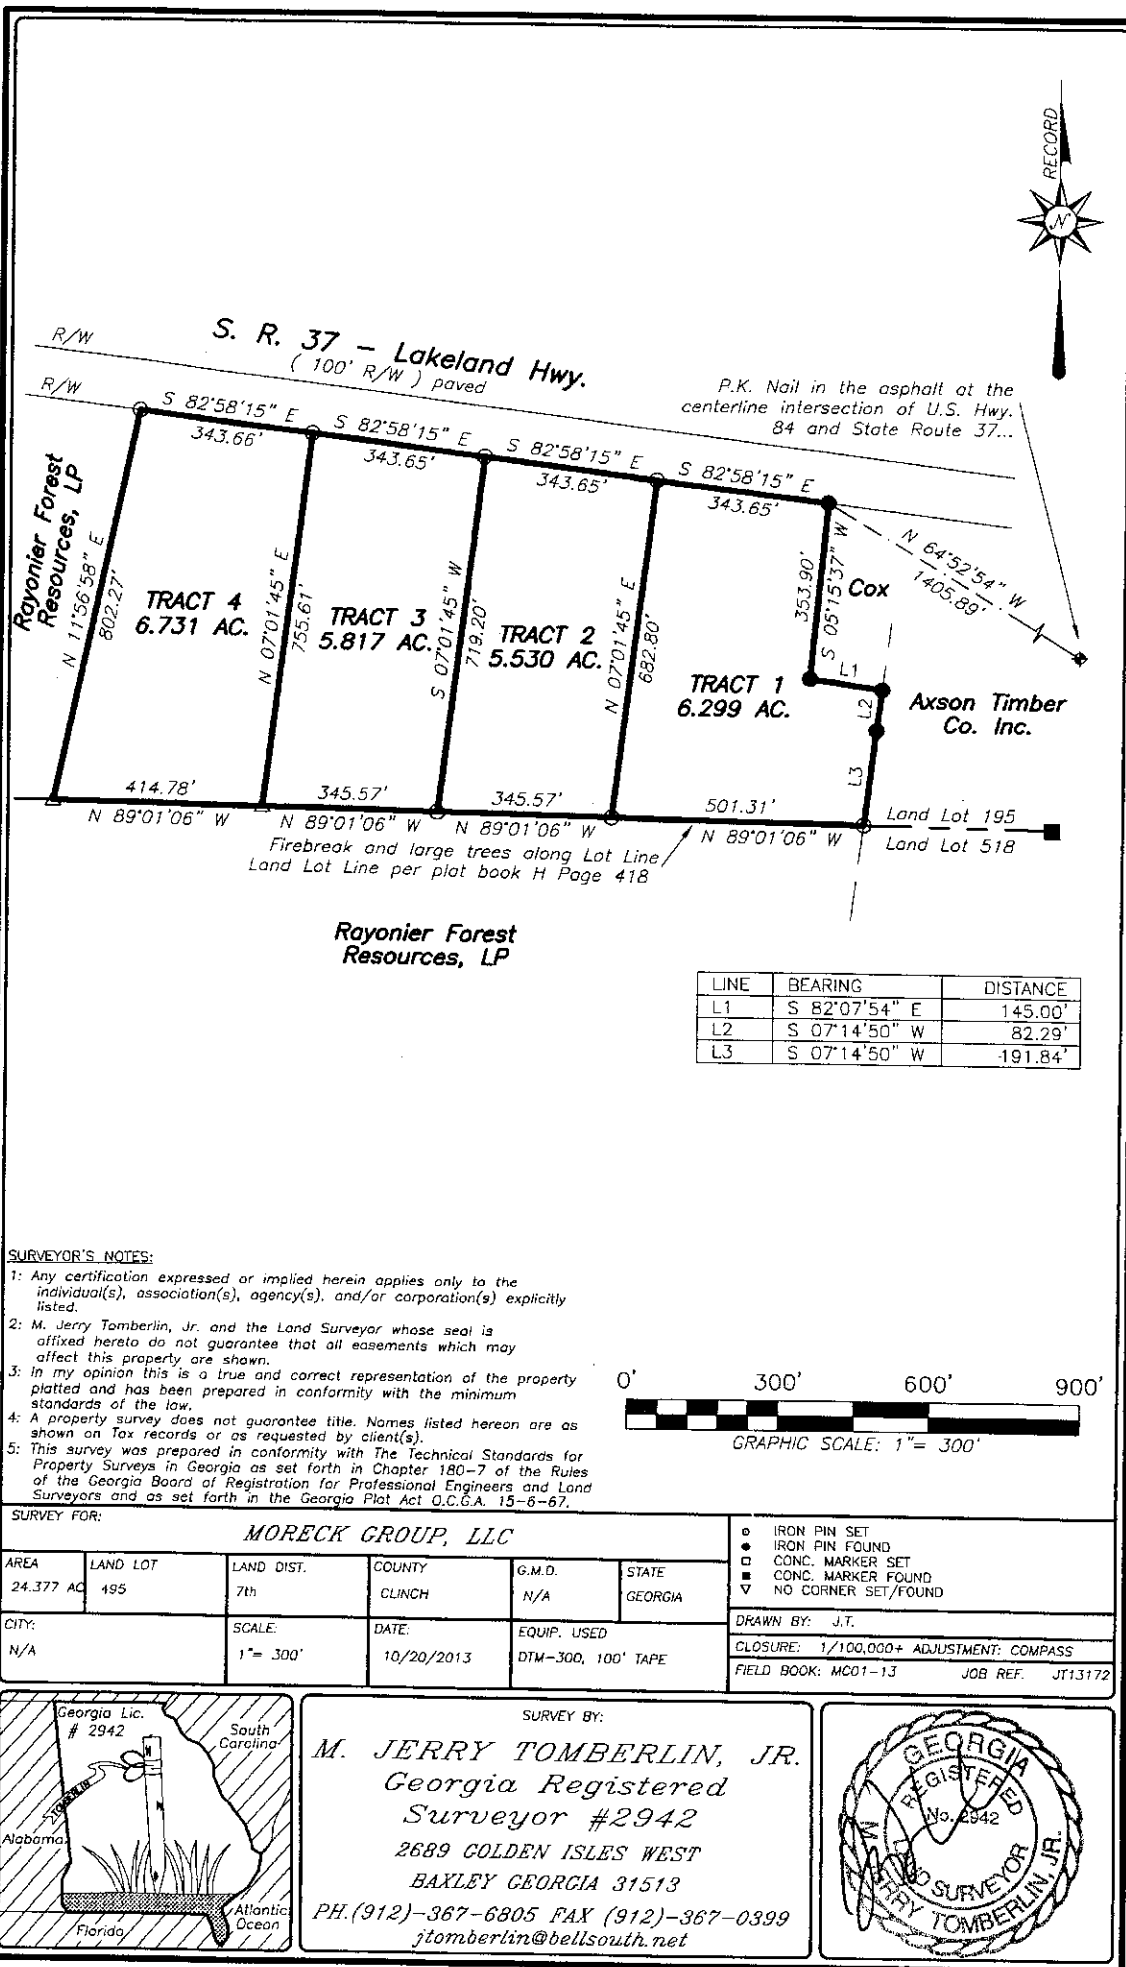 RECORD
N
S. R. 37 – Lakeland Hwy.
( 100' R/W ) paved
R/W
R/W
P.K. Nail in the asphalt at the
centerline intersection of U.S. Hwy.
84 and State Route 37...
S 82°58'15" E
343.66'
S 82°58'15" E
343.65'
S 82°58'15" E
343.65'
S 82°58'15" E
343.65'
Rayonier Forest
Resources, LP
N 11°56'58" E
802.27'
TRACT 4
6.731 AC.
N 07°01'45" E
755.61'
TRACT 3
5.817 AC.
S 07°01'45" W
719.20'
TRACT 2
5.530 AC.
N 07°01'45" E
682.80'
TRACT 1
6.299 AC.
353.90'
S 05°15'37" W
Cox
N 64°52'54" W
1405.89'
L1
L2
L3
Axson Timber
Co. Inc.
414.78'
N 89°01'06" W
345.57'
N 89°01'06" W
345.57'
N 89°01'06" W
501.31'
N 89°01'06" W
Land Lot 195
Land Lot 518
Firebreak and large trees along Lot Line
Land Lot Line per plat book H Page 418
Rayonier Forest
Resources, LP
LINE BEARING DISTANCE
L1 S 82°07'54" E 145.00'
L2 S 07°14'50" W 82.29'
L3 S 07°14'50" W 191.84'
SURVEYOR'S NOTES:
1: Any certification expressed or implied herein applies only to the
individual(s), association(s), agency(s), and/or corporation(s) explicitly
listed.
2: M. Jerry Tomberlin, Jr. and the Land Surveyor whose seal is
affixed hereto do not guarantee that all easements which may
affect this property are shown.
3: In my opinion this is a true and correct representation of the property
platted and has been prepared in conformity with the minimum
standards of the law.
4: A property survey does not guarantee title. Names listed hereon are as
shown on Tax records or as requested by client(s).
5: This survey was prepared in conformity with The Technical Standards for
Property Surveys in Georgia as set forth in Chapter 180-7 of the Rules
of the Georgia Board of Registration for Professional Engineers and Land
Surveyors and as set forth in the Georgia Plat Act O.C.G.A. 15-6-67.
0' 300' 600' 900'
GRAPHIC SCALE: 1"= 300'
SURVEY FOR:
MORECK GROUP, LLC
AREA
24.377 AC
LAND LOT
495
LAND DIST.
7th
COUNTY
CLINCH
G.M.D.
N/A
STATE
GEORGIA
CITY:
N/A
SCALE:
1"= 300'
DATE:
10/20/2013
EQUIP. USED
DTM-300, 100' TAPE
IRON PIN SET
IRON PIN FOUND
CONC. MARKER SET
CONC. MARKER FOUND
NO CORNER SET/FOUND
DRAWN BY: J.T.
CLOSURE: 1/100,000+ ADJUSTMENT: COMPASS
FIELD BOOK: MC01-13 JOB REF. JT13172
Georgia Lic.
# 2942
South
Carolina
TOMBERLIN
Alabama
Florida
Atlantic
Ocean
SURVEY BY:
M. JERRY TOMBERLIN, JR.
Georgia Registered
Surveyor #2942
2689 GOLDEN ISLES WEST
BAXLEY GEORGIA 31513
PH.(912)-367-6805 FAX (912)-367-0399
jtomberlin@bellsouth.net
GEORGIA
REGISTERED
No. 2942
LAND SURVEYOR
M. JERRY TOMBERLIN, JR.